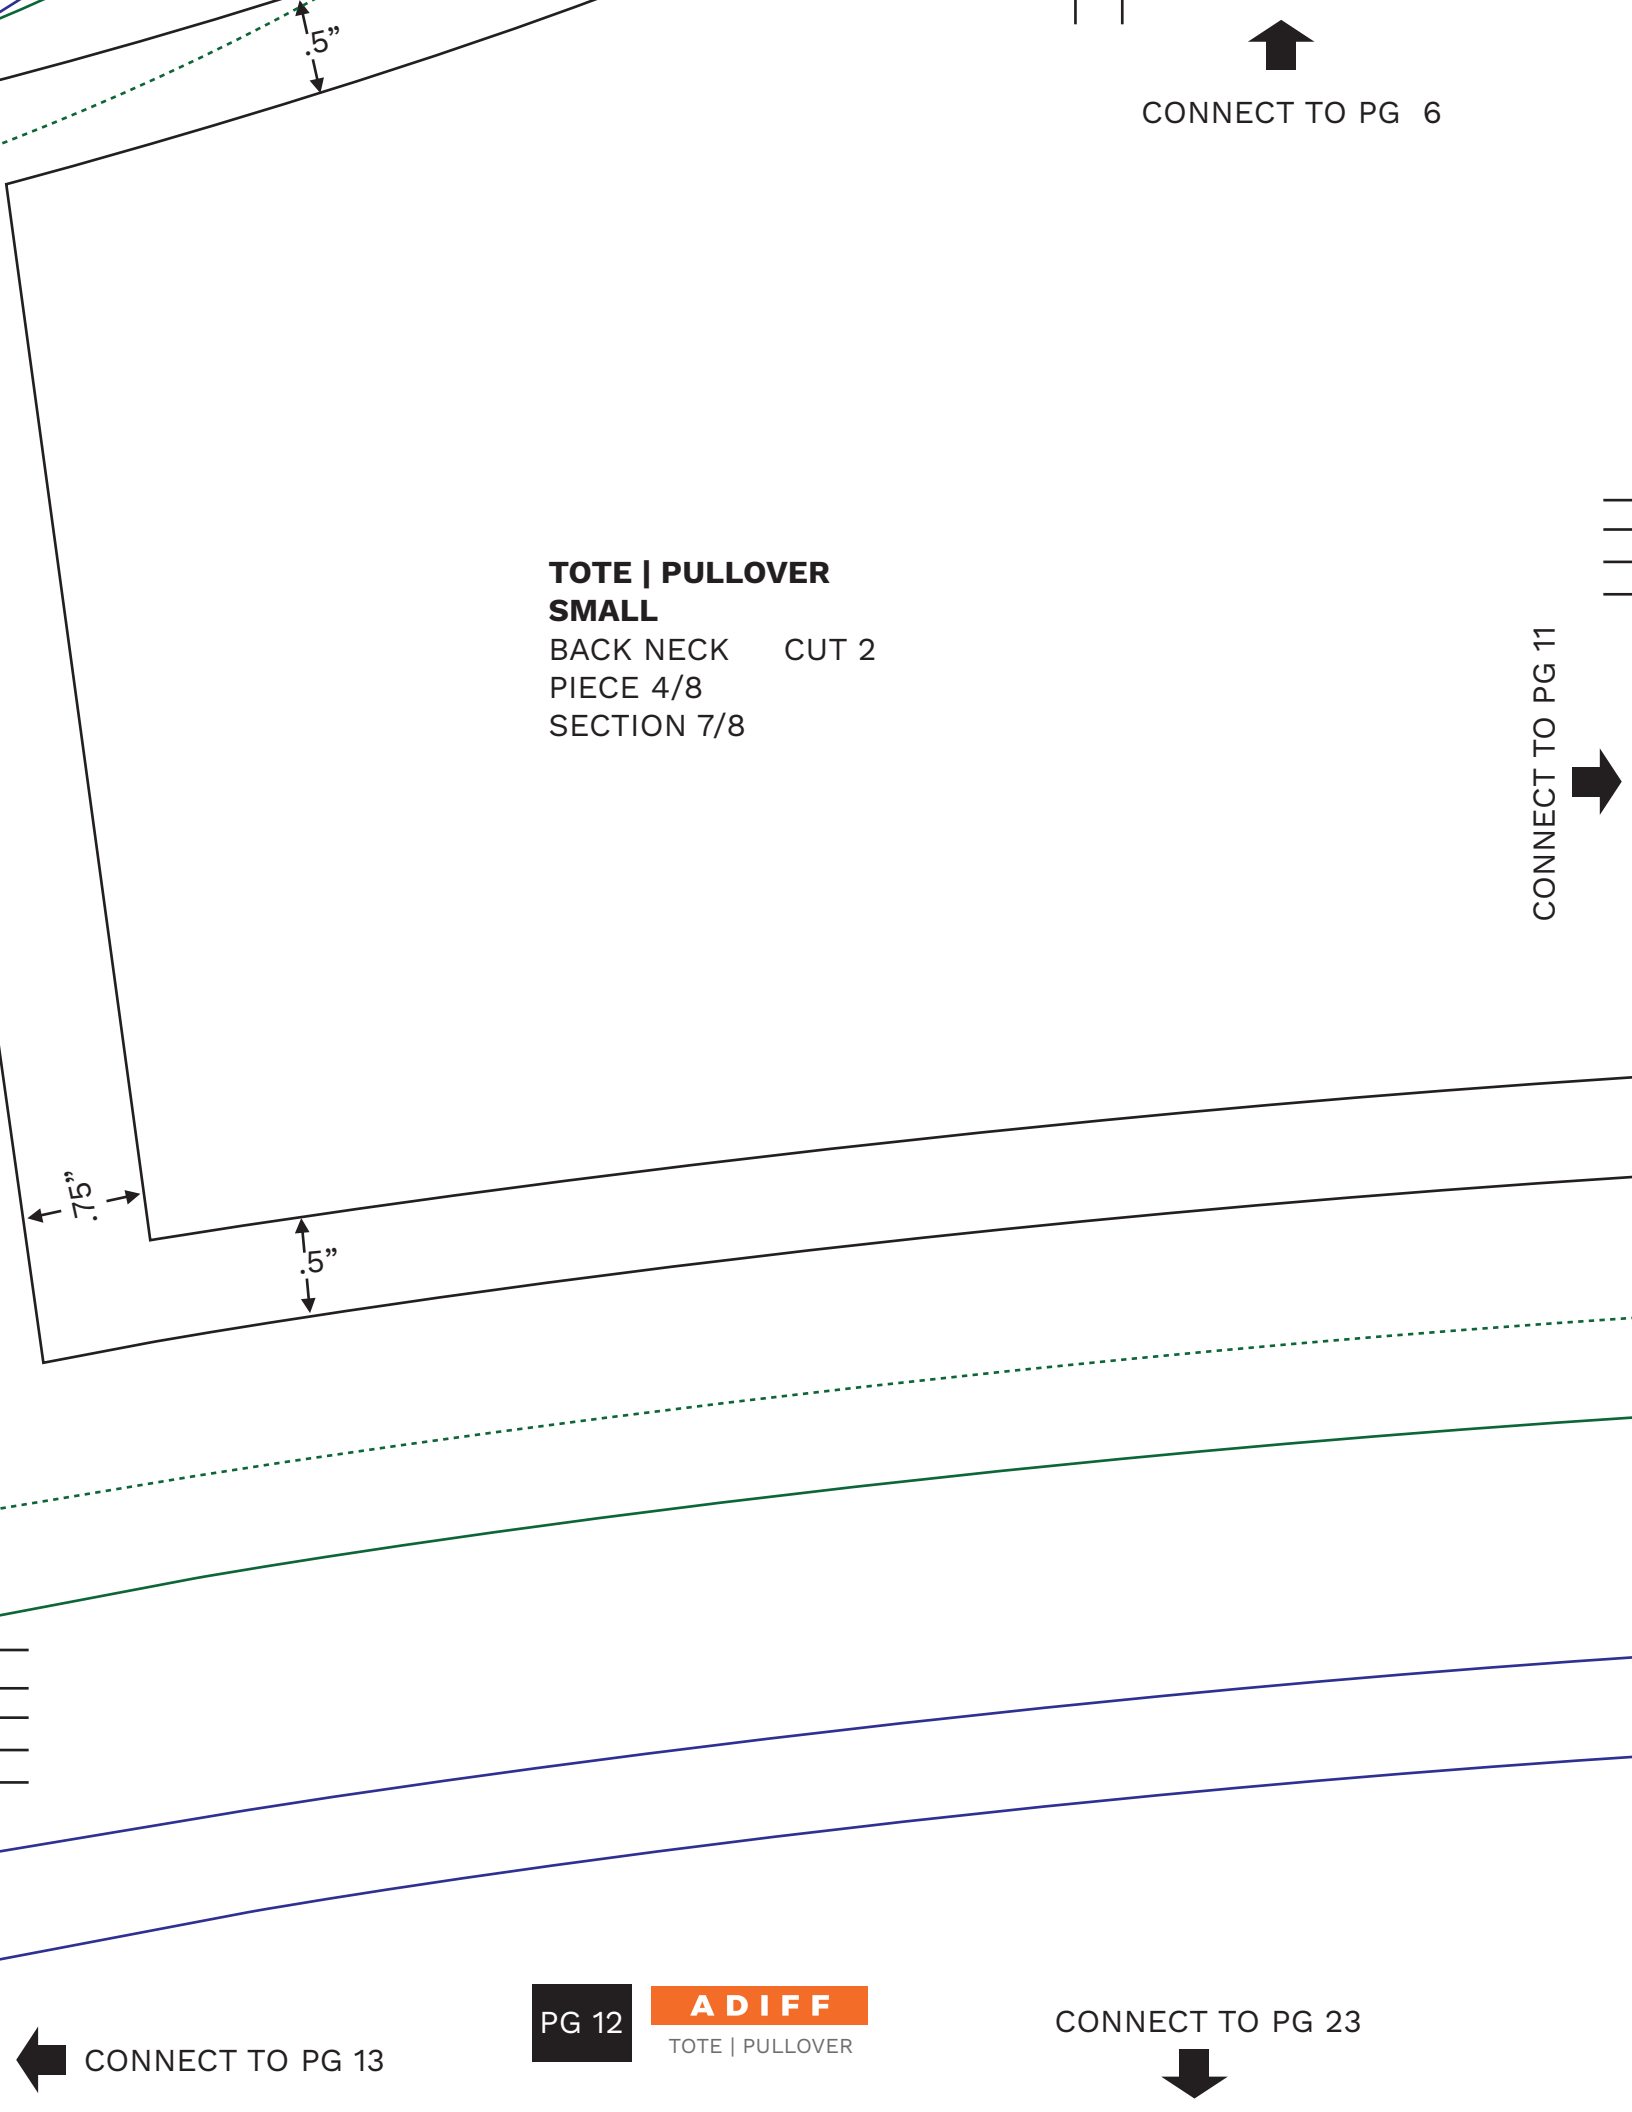 .5”
CONNECT TO PG 6
TOTE | PULLOVER
SMALL
BACK NECK CUT 2
PIECE 4/8
SECTION 7/8
CONNECT TO PG 11
.75”
.5”
PG 12
ADIFF
TOTE | PULLOVER
CONNECT TO PG 23
CONNECT TO PG 13